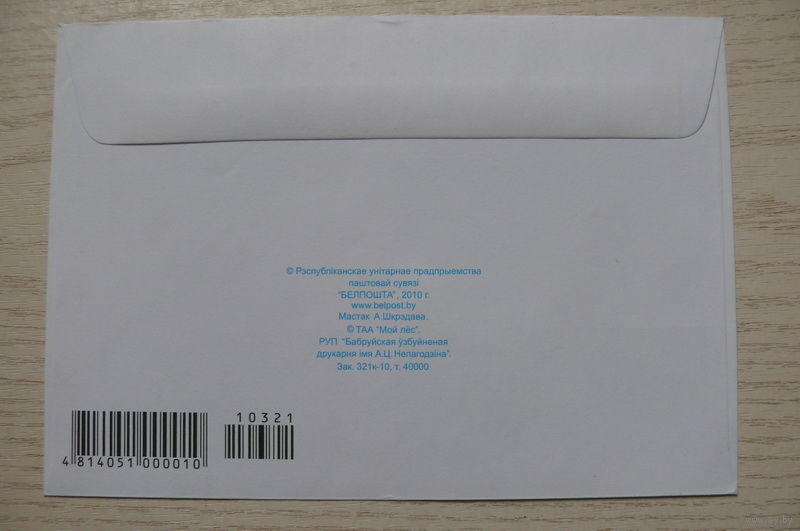 © Рэспубліканскае унітарнае прадпрыемства
паштовай сувязі
"БЕЛПОШТА", 2010 г.
www.belpost.by
Мастак А.Шкрэдава.
© ТАА "Мой лёс".
РУП "Бабруйская ўзбуйненая
друкарня імя А.Ц. Непагодзіна".
Зак. 321к-10, т. 40000
10321
4 814051 000010